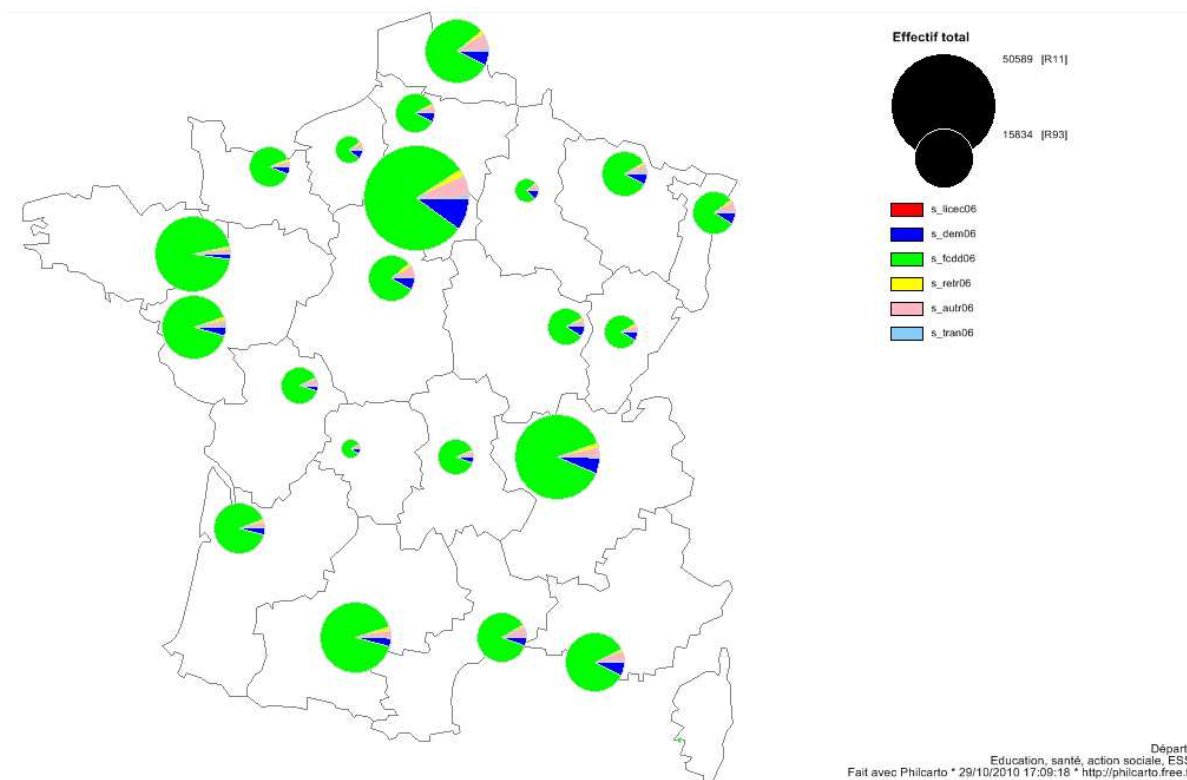 Effectif total
50589 [R11]
15834 [R93]
s_licec06
s_dem06
s_fcdd06
s_retr06
s_autr06
s_tran06
Départ
Education, santé, action sociale, ESS
Fait avec Philcarto * 29/10/2010 17:09:18 * http://philcarto.free.f